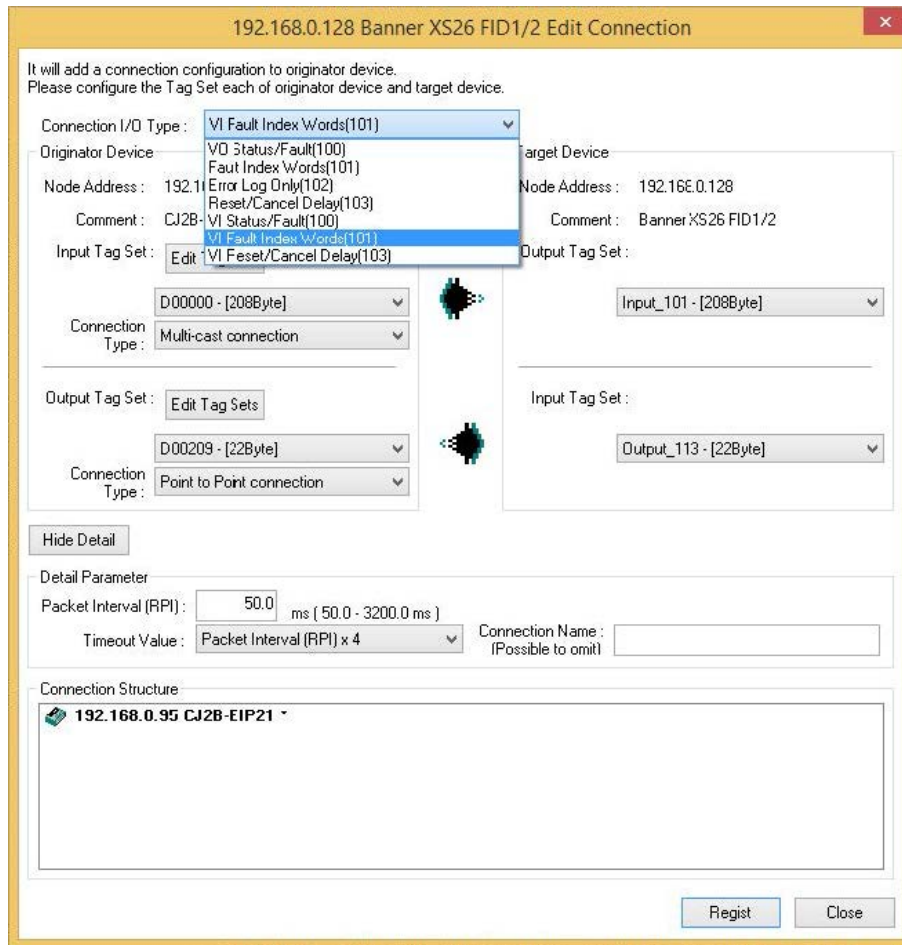 192.168.0.128 Banner XS26 FID1/2 Edit Connection
It will add a connection configuration to originator device.
Please configure the Tag Set each of originator device and target device.
Connection I/O Type :
VI Fault Index Words(101)
VO Status/Fault(100)
Fault Index Words(101)
Error Log Only(102)
Reset/Cancel Delay(103)
VI Status/Fault(100)
VI Fault Index Words(101)
VI Reset/Cancel Delay(103)
Originator Device
Node Address : 192.1
Comment : CJ2B-
Input Tag Set : Edit
D00000 - [208Byte]
Connection Type : Multi-cast connection
Output Tag Set : Edit Tag Sets
D00209 - [22Byte]
Connection Type : Point to Point connection
arget Device
Node Address : 192.168.0.128
Comment : Banner XS26 FID1/2
Output Tag Set :
Input_101 - [208Byte]
Input Tag Set :
Output_113 - [22Byte]
Hide Detail
Detail Parameter
Packet Interval (RPI) : 50.0 ms ( 50.0 - 3200.0 ms )
Timeout Value : Packet Interval (RPI) x 4
Connection Name :
(Possible to omit)
Connection Structure
192.168.0.95 CJ2B-EIP21
Regist Close